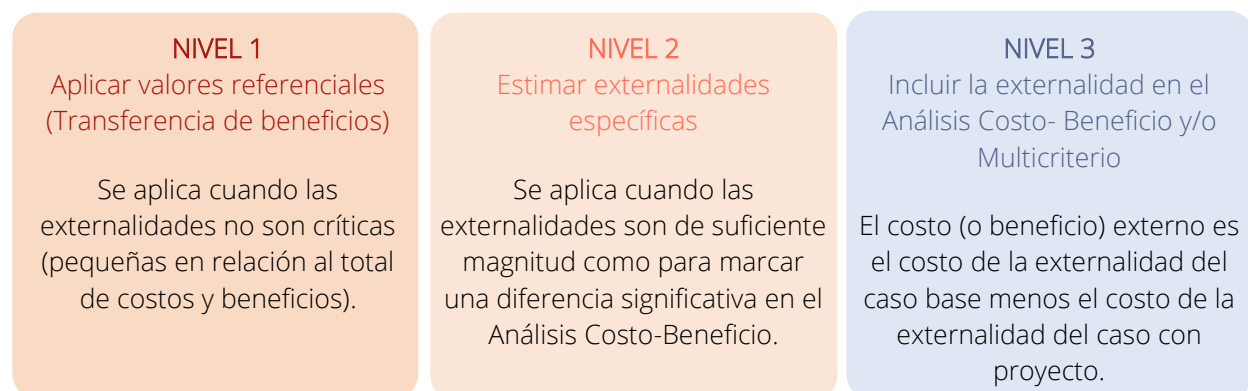 NIVEL 1
Aplicar valores referenciales
(Transferencia de beneficios)
Se aplica cuando las
externalidades no son críticas
(pequeñas en relación al total
de costos y beneficios).
NIVEL 2
Estimar externalidades
específicas
Se aplica cuando las
externalidades son de suficiente
magnitud como para marcar
una diferencia significativa en el
Análisis Costo-Beneficio.
NIVEL 3
Incluir la externalidad en el
Análisis Costo- Beneficio y/o
Multicriterio
El costo (o beneficio) externo es
el costo de la externalidad del
caso base menos el costo de la
externalidad del caso con
proyecto.